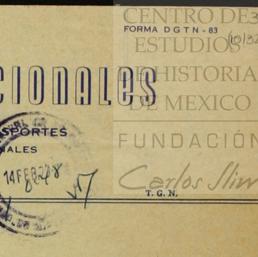 CENTRO DE
FORMA DGTN-83
ESTUDIOS
DE HISTORIA
CIONALES
DE MEXICO
SPORTES
FUNDACIÓN
NALES
14 FEB
Carlos Slim
T. G. N.